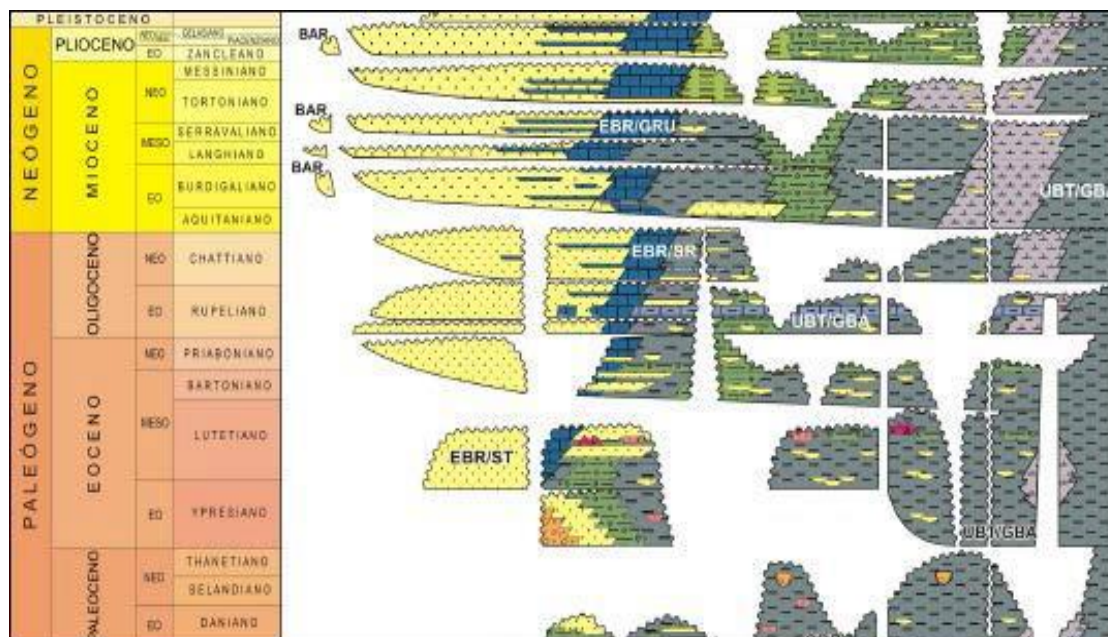 PLEISTOCENO
NEÓGENO
PLIOCENO
EO
ZANCLEANO
MIOCENO
NEO
MESSINIANO
TORTONIANO
MESO
SERRAVALIANO
LANGHIANO
EO
BURDIGALIANO
AQUITANIANO
PALEÓGENO
OLIGOCENO
NEO
CHATTIANO
EO
RUPELIANO
EOCENO
NEO
PRIABONIANO
MESO
BARTONIANO
LUTETIANO
EO
YPRESIANO
PALEOCENO
NEO
THANETIANO
SELANDIANO
EO
DANIANO
BAR
BAR
EBR/GRU
BAR
UBT/GBA
EBR/SR
UBT/GBA
EBR/ST
UBT/GBA